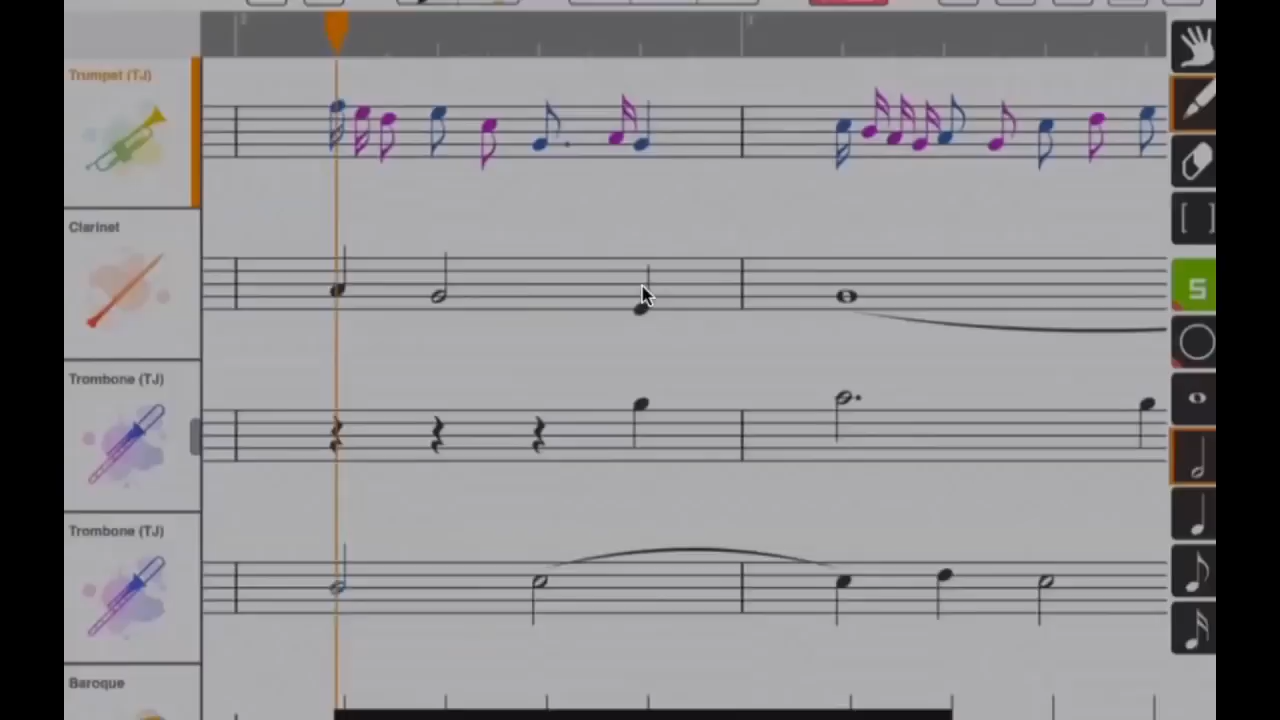 Trumpet (TJ)
Clarinet
Trombone (TJ)
Trombone (TJ)
Baroque
S